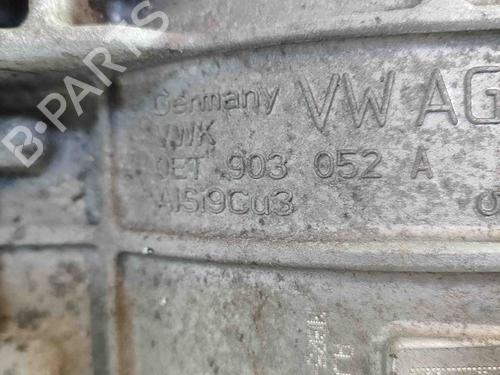 B-PARTS
Germany VW AG
VWK
0ET 903 052 A
AlSi9Cu3